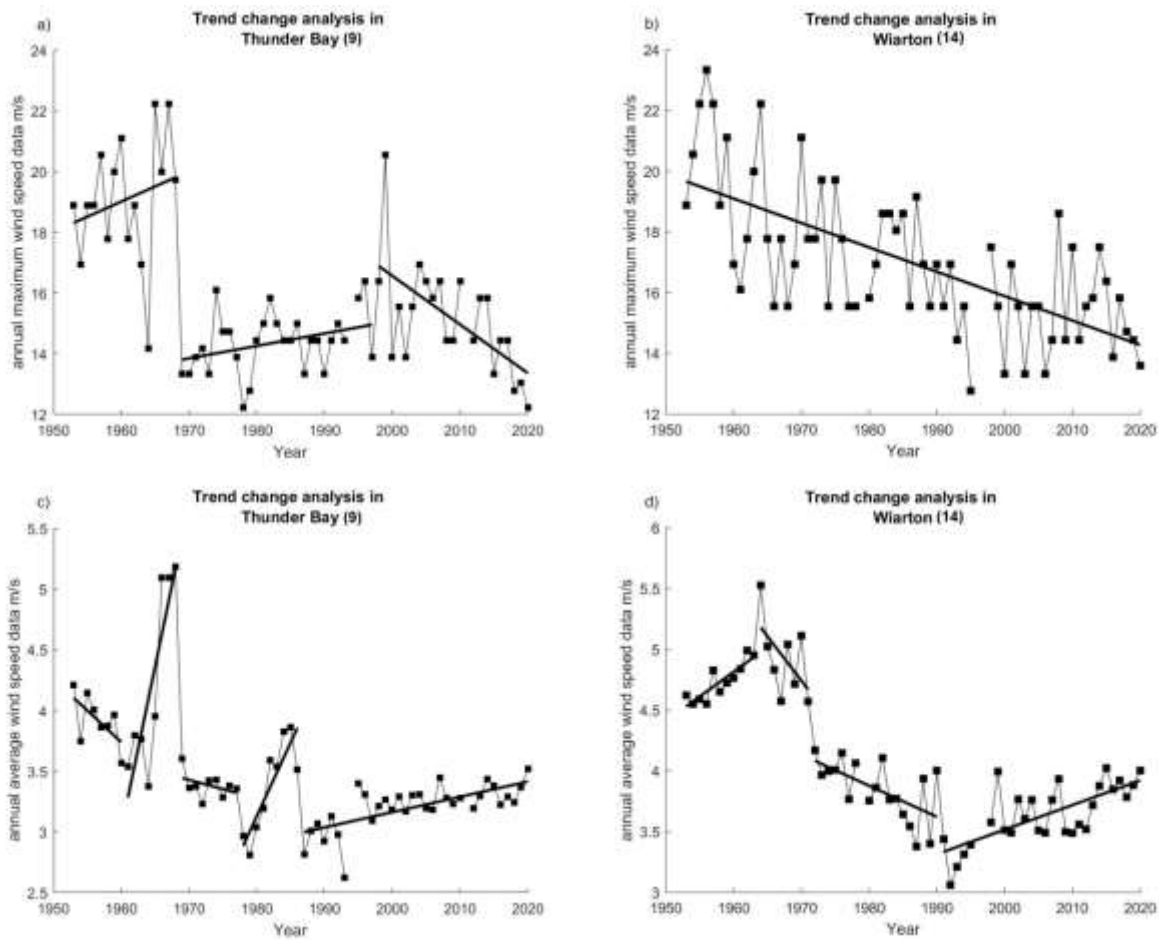 a)
Trend change analysis in
Thunder Bay (9)
annual maximum wind speed data m/s
24
22
20
18
16
14
12
1950 1960 1970 1980 1990 2000 2010 2020
Year
b)
Trend change analysis in
Wiarton (14)
annual maximum wind speed data m/s
24
22
20
18
16
14
12
1950 1960 1970 1980 1990 2000 2010 2020
Year
c)
Trend change analysis in
Thunder Bay (9)
annual average wind speed data m/s
5.5
5
4.5
4
3.5
3
2.5
1950 1960 1970 1980 1990 2000 2010 2020
Year
d)
Trend change analysis in
Wiarton (14)
annual average wind speed data m/s
6
5.5
5
4.5
4
3.5
3
1950 1960 1970 1980 1990 2000 2010 2020
Year